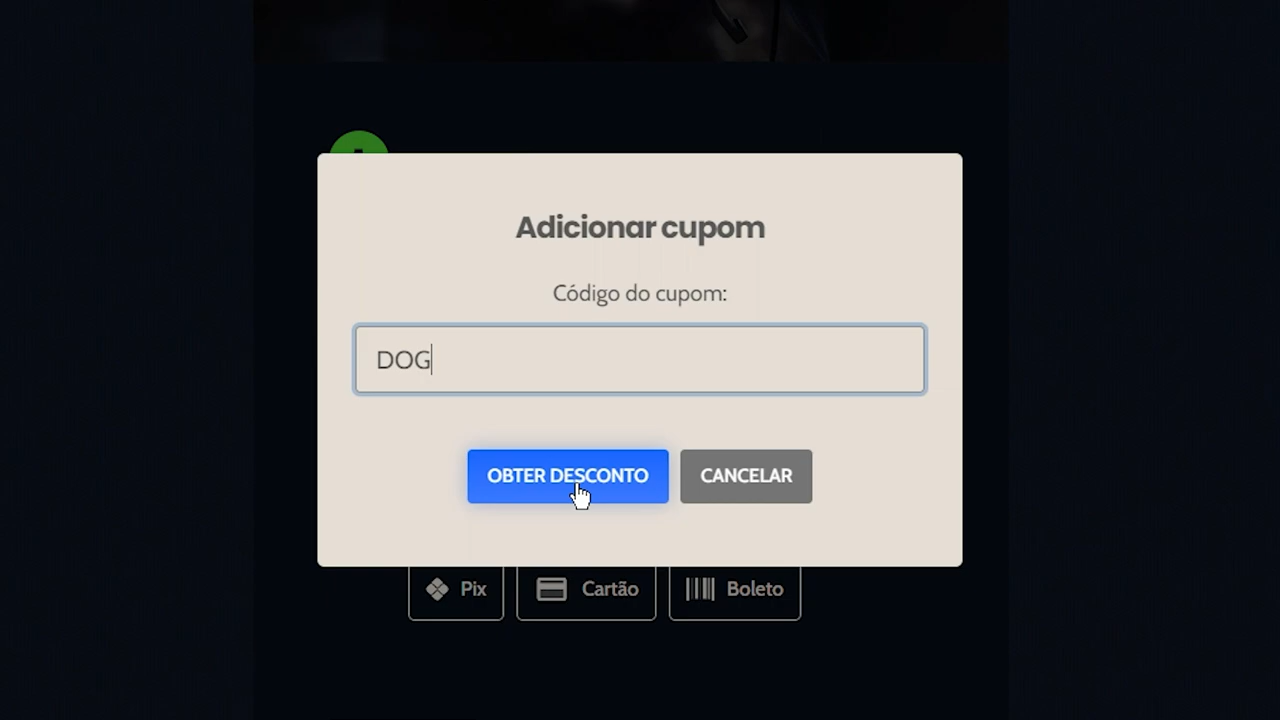 Adicionar cupom
Código do cupom:
DOG
OBTER DESCONTO
CANCELAR
Pix
Cartão
Boleto